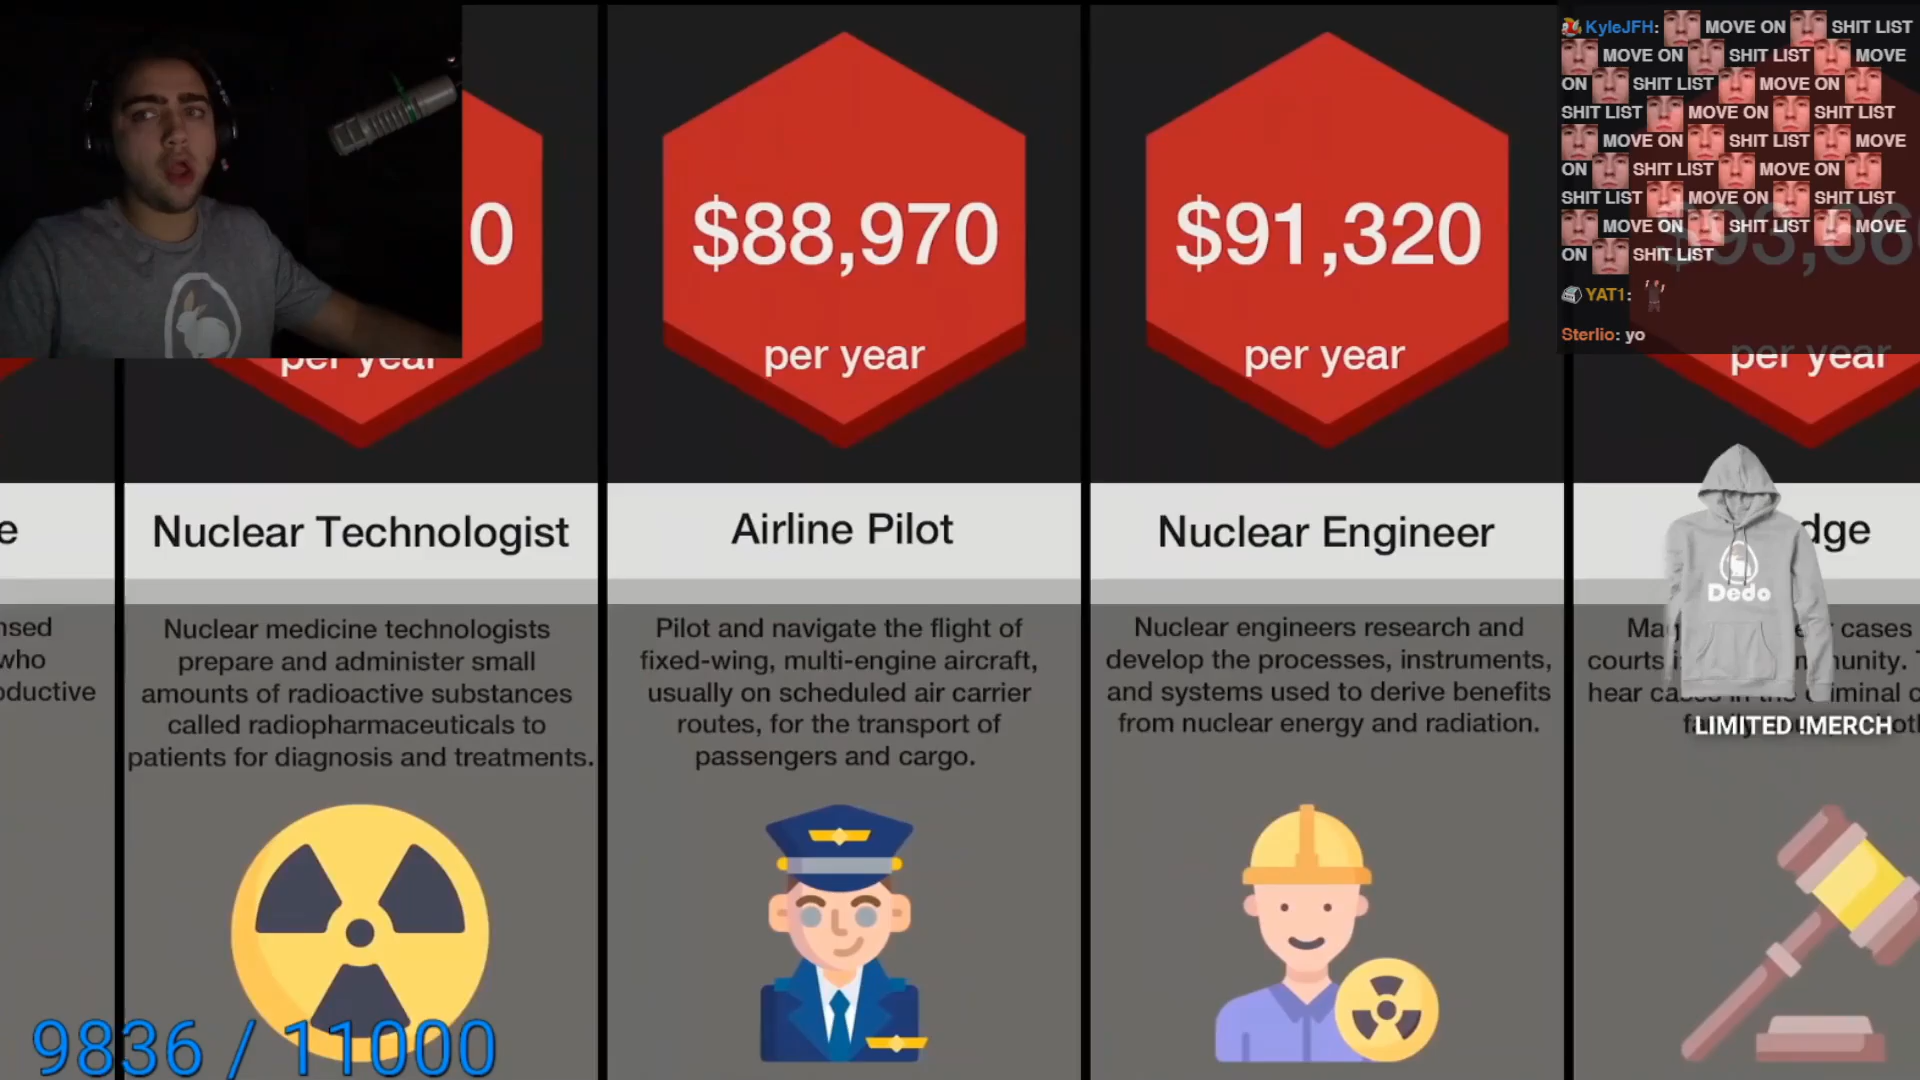 0
per year
Nuclear Technologist
Nuclear medicine technologists
prepare and administer small
amounts of radioactive substances
called radiopharmaceuticals to
patients for diagnosis and treatments.
$88,970
per year
Airline Pilot
Pilot and navigate the flight of
fixed-wing, multi-engine aircraft,
usually on scheduled air carrier
routes, for the transport of
passengers and cargo.
$91,320
per year
Nuclear Engineer
Nuclear engineers research and
develop the processes, instruments,
and systems used to derive benefits
from nuclear energy and radiation.
KyleJFH: MOVE ON SHIT LIST
MOVE ON SHIT LIST MOVE
ON SHIT LIST MOVE ON
SHIT LIST MOVE ON SHIT LIST
MOVE ON SHIT LIST MOVE
ON SHIT LIST MOVE ON
SHIT LIST MOVE ON SHIT LIST
MOVE ON SHIT LIST MOVE
ON SHIT LIST
YAT1:
Sterlio: yo
per year
dge
cases
courts
hear
Dedo
LIMITED !MERCH
e
nsed
who
oductive
9836 / 11000